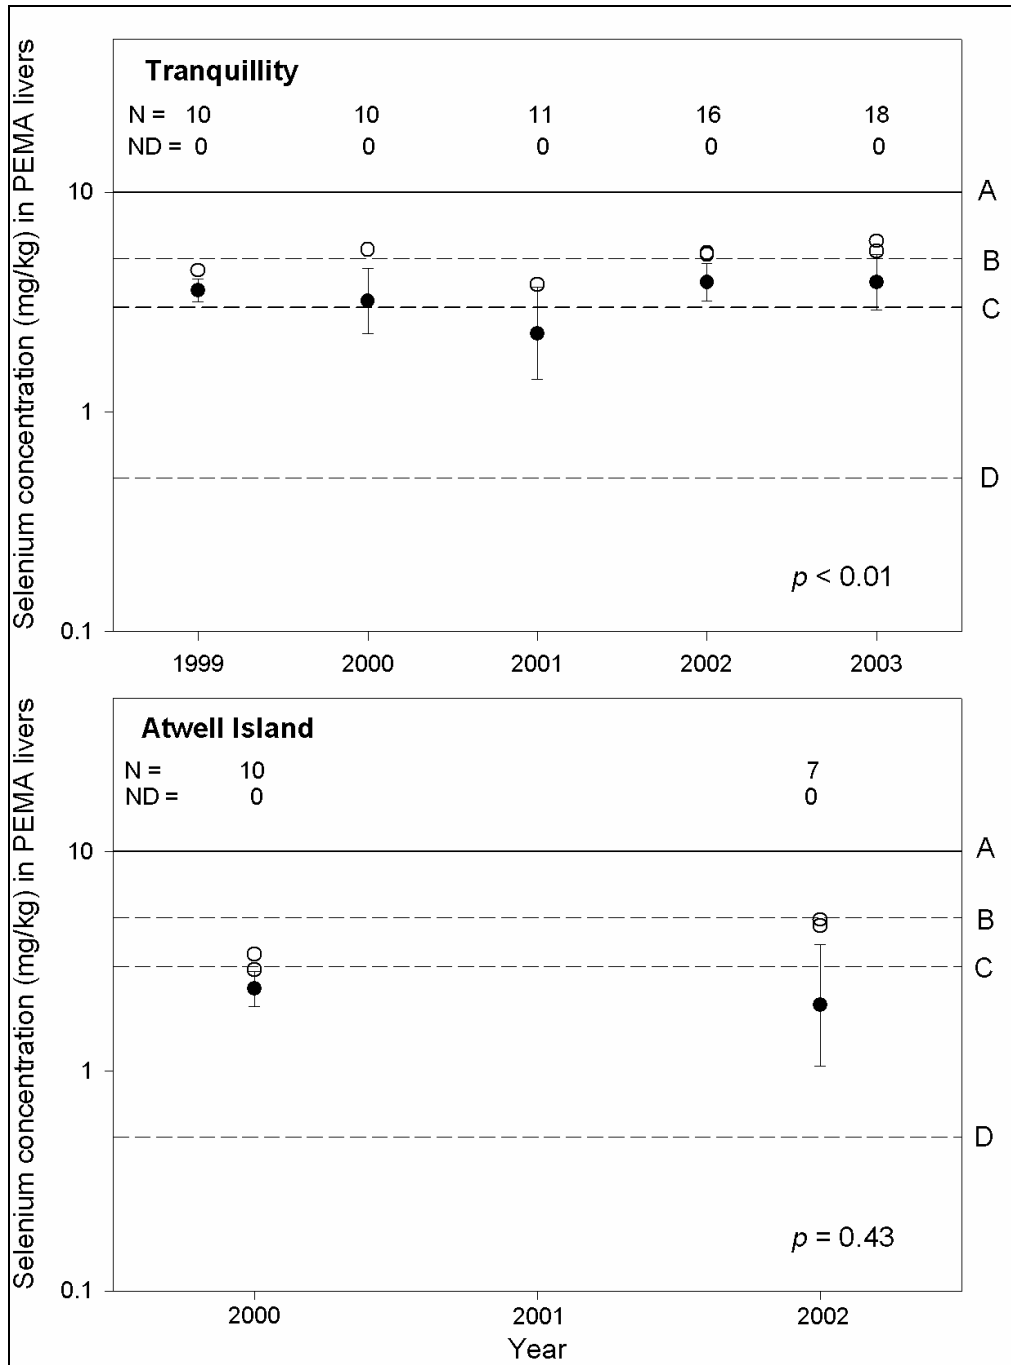 Tranquillity
N = 10 10 11 16 18
ND = 0 0 0 0 0
Selenium concentration (mg/kg) in PEMA livers
10
1
0.1
A
B
C
D
p < 0.01
1999 2000 2001 2002 2003
Atwell Island
N = 10 7
ND = 0 0
Selenium concentration (mg/kg) in PEMA livers
10
1
0.1
A
B
C
D
p = 0.43
2000 2001 2002
Year